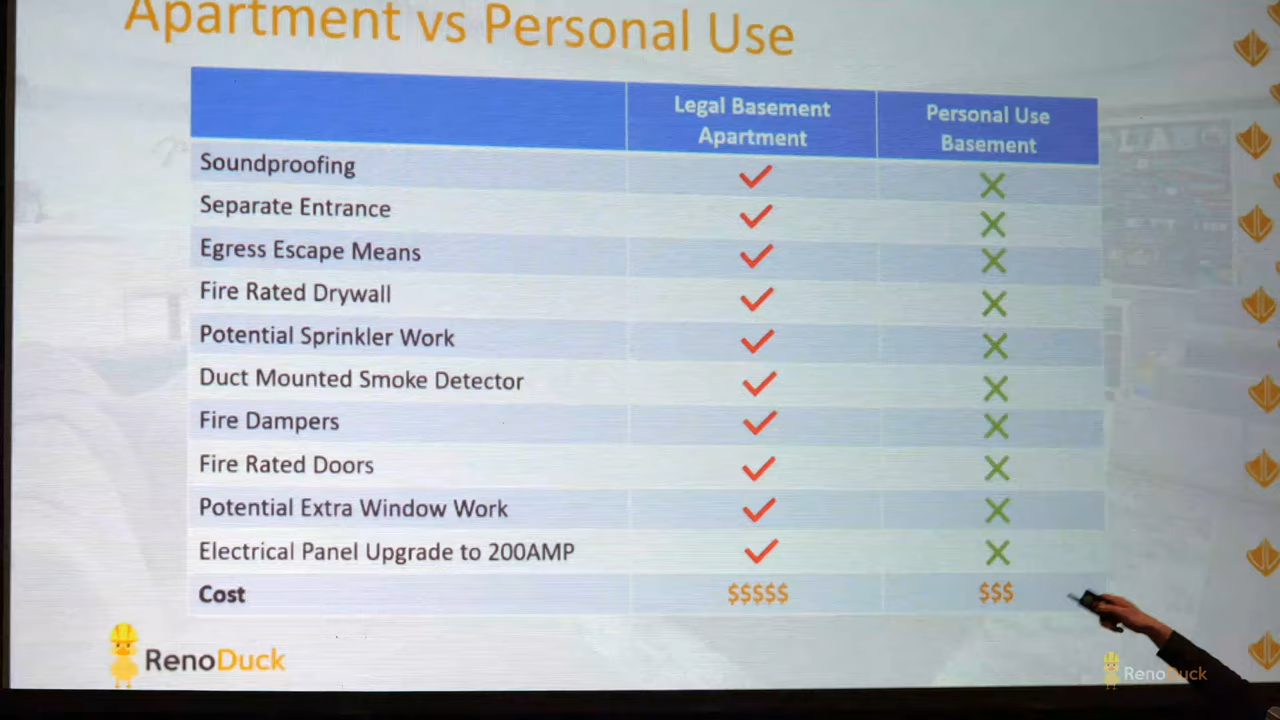 Apartment vs Personal Use
Legal Basement Apartment
Personal Use Basement
Soundproofing ✓ ✕
Separate Entrance ✓ ✕
Egress Escape Means ✓ ✕
Fire Rated Drywall ✓ ✕
Potential Sprinkler Work ✓ ✕
Duct Mounted Smoke Detector ✓ ✕
Fire Dampers ✓ ✕
Fire Rated Doors ✓ ✕
Potential Extra Window Work ✓ ✕
Electrical Panel Upgrade to 200AMP ✓ ✕
Cost $$$$$ $$$
RenoDuck
RenoDuck